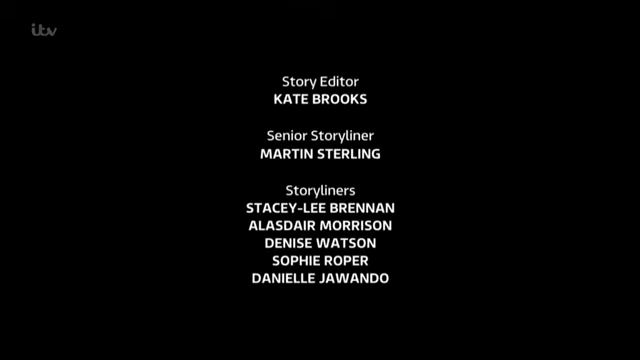 itv
Story Editor
KATE BROOKS
Senior Storyliner
MARTIN STERLING
Storyliners
STACEY-LEE BRENNAN
ALASDAIR MORRISON
DENISE WATSON
SOPHIE ROPER
DANIELLE JAWANDO